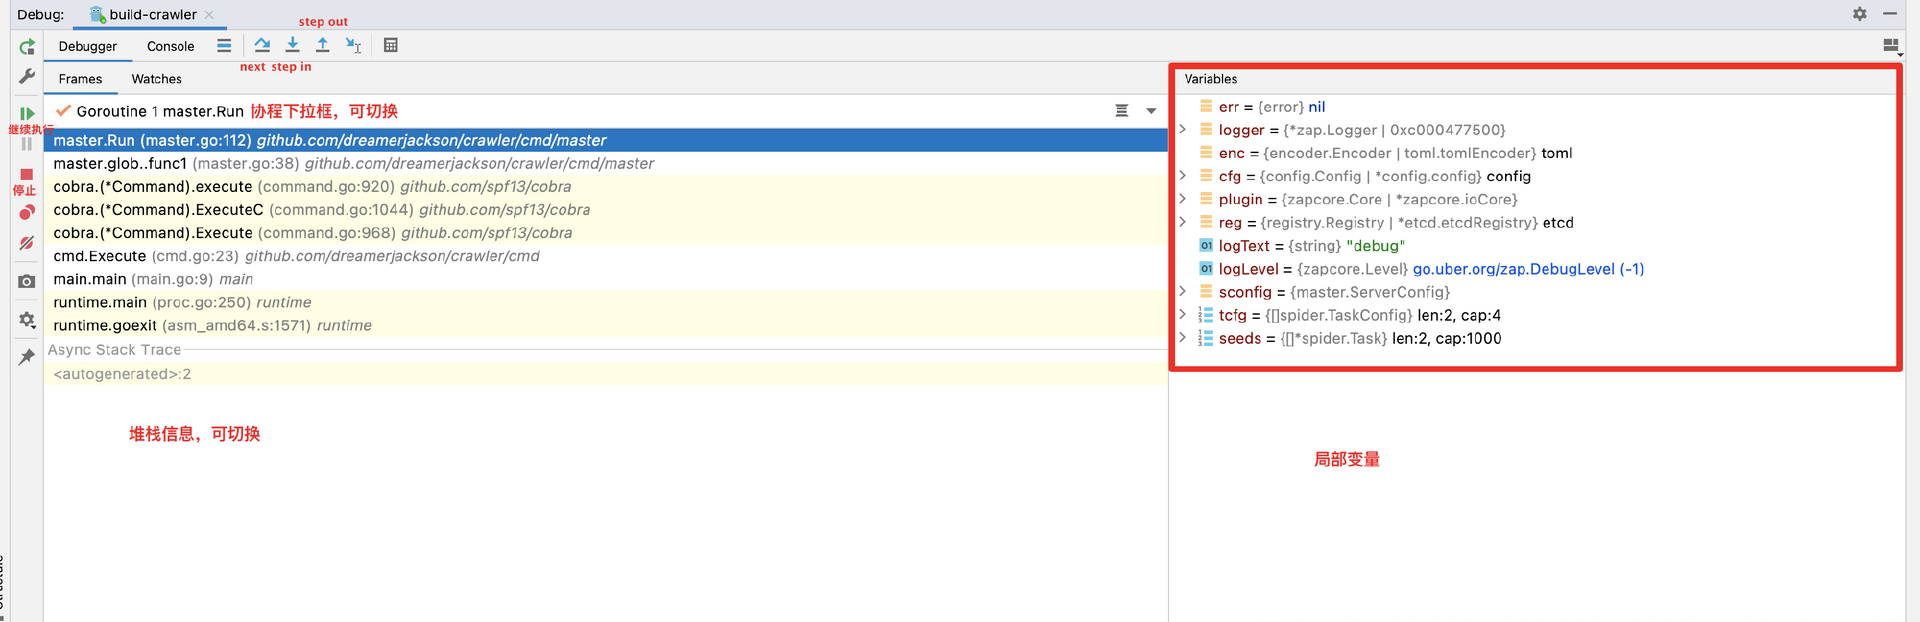 Debug: build-crawler
step out
Debugger Console
next step in
Frames Watches
Goroutine 1 master.Run 协程下拉框，可切换
继续执行
master.Run (master.go:112) github.com/dreamerjackson/crawler/cmd/master
master.glob..func1 (master.go:38) github.com/dreamerjackson/crawler/cmd/master
停止
cobra.(*Command).execute (command.go:920) github.com/spf13/cobra
cobra.(*Command).ExecuteC (command.go:1044) github.com/spf13/cobra
cobra.(*Command).Execute (command.go:968) github.com/spf13/cobra
cmd.Execute (cmd.go:23) github.com/dreamerjackson/crawler/cmd
main.main (main.go:9) main
runtime.main (proc.go:250) runtime
runtime.goexit (asm_amd64.s:1571) runtime
Async Stack Trace
<autogenerated>:2
堆栈信息，可切换
Variables
err = {error} nil
logger = {*zap.Logger | 0xc000477500}
enc = {encoder.Encoder | toml.tomlEncoder} toml
cfg = {config.Config | *config.config} config
plugin = {zapcore.Core | *zapcore.ioCore}
reg = {registry.Registry | *etcd.etcdRegistry} etcd
logText = {string} "debug"
logLevel = {zapcore.Level} go.uber.org/zap.DebugLevel (-1)
sconfig = {master.ServerConfig}
tcfg = {[]spider.TaskConfig} len:2, cap:4
seeds = {[]*spider.Task} len:2, cap:1000
局部变量